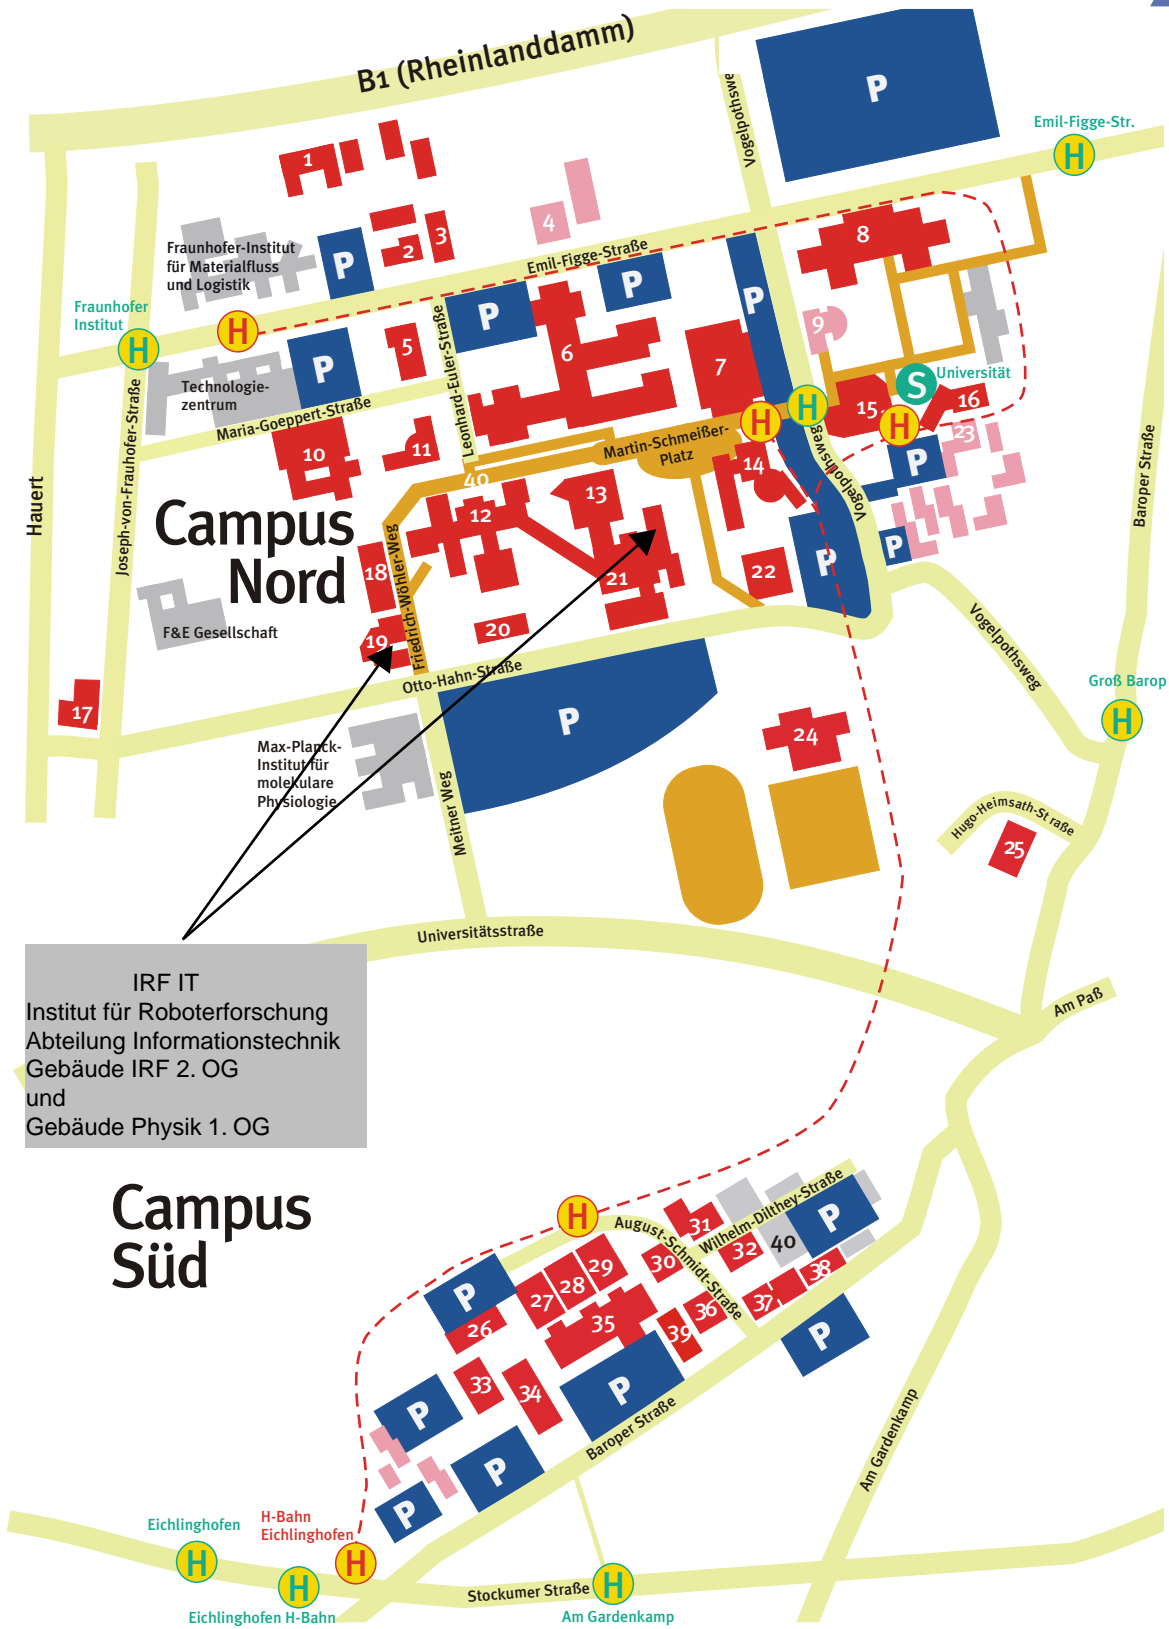 B1 (Rheinlanddamm)
P
Vogelpothswe
Emil-Figge-Str.
H
1
4
3
2
8
Fraunhofer-Institut
für Materialfluss
und Logistik
P
Emil-Figge-Straße
P
P
P
Fraunhofer
Institut
H
H
9
Leonhard-Euler-Straße
5
6
7
P
Technologie-
zentrum
Maria-Goeppert-Straße
S
Universität
H
H
15
H
16
23
Joseph-von-Frauhofer-Straße
10
11
Martin-Schmeißer-
Platz
14
Vogelpothsweg
P
Baroper Straße
Hauert
40
13
12
Campus
Nord
Friedrich-Wöhler-Weg
18
21
22
P
P
F&E Gesellschaft
19
20
Vogelpothsweg
Otto-Hahn-Straße
Groß Barop
H
17
P
24
Max-Planck-
Institut für
molekulare
Physiologie
Meitner Weg
Hugo-Heimsath-Straße
25
Universitätsstraße
IRF IT
Institut für Roboterforschung
Abteilung Informationstechnik
Gebäude IRF 2. OG
und
Gebäude Physik 1. OG
Am Paß
Campus
Süd
H
August-Schmidt-Straße
31
Wilhelm-Dilthey-Straße
P
32
40
30
29
28
27
P
26
35
36
37
38
39
P
33
34
P
P
P
P
Baroper Straße
Am Gardenkamp
Eichlinghofen
H
H-Bahn
Eichlinghofen
H
H
Eichlinghofen H-Bahn
Stockumer Straße
H
Am Gardenkamp